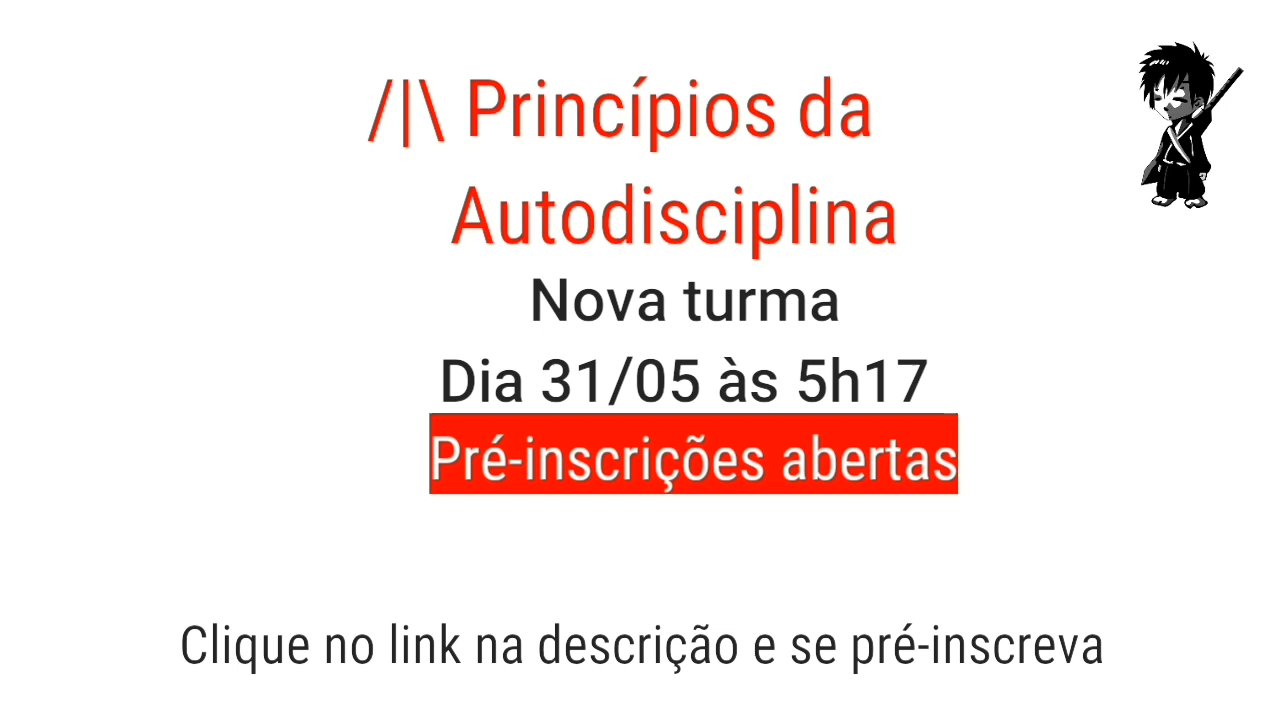 /|\ Princípios da
Autodisciplina
Nova turma
Dia 31/05 às 5h17
Pré-inscrições abertas
Clique no link na descrição e se pré-inscreva